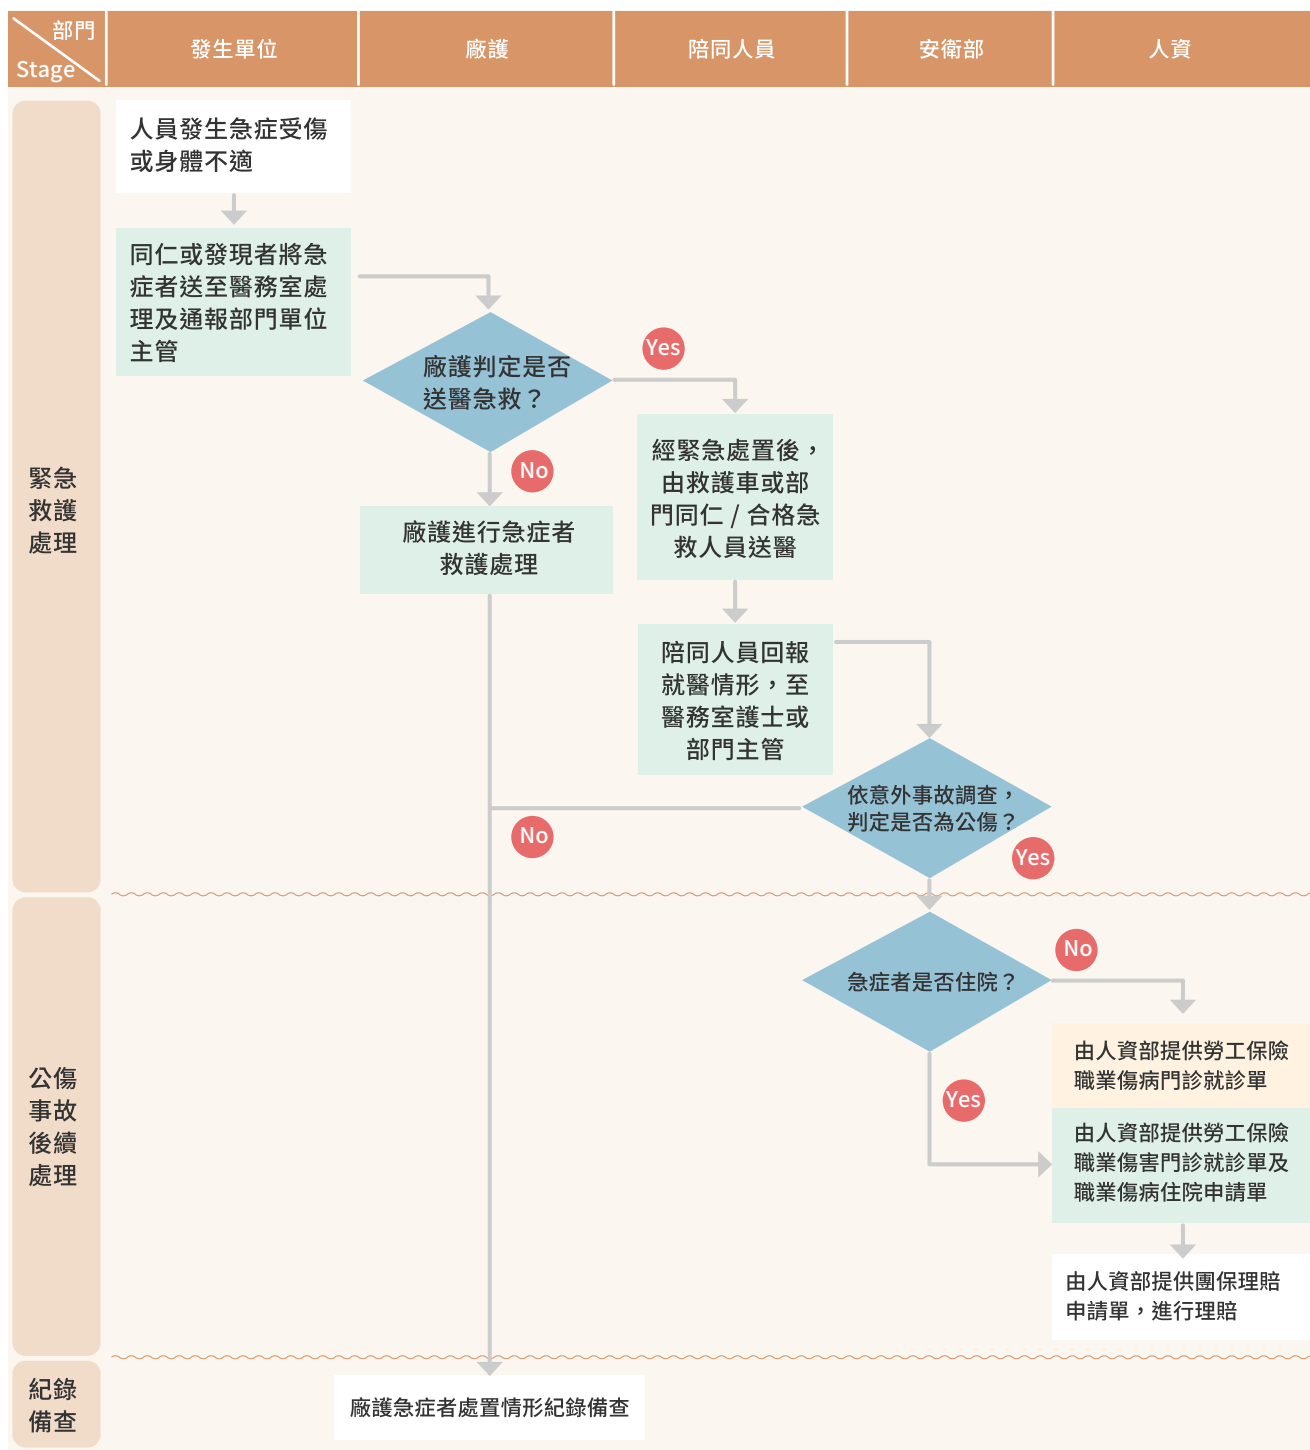 部門
Stage
發生單位
廠護
陪同人員
安衛部
人資
緊急
救護
處理
人員發生急症受傷
或身體不適
同仁或發現者將急
症者送至醫務室處
理及通報部門單位
主管
廠護判定是否
送醫急救？
Yes
No
廠護進行急症者
救護處理
經緊急處置後，
由救護車或部
門同仁 / 合格急
救人員送醫
陪同人員回報
就醫情形，至
醫務室護士或
部門主管
依意外事故調查，
判定是否為公傷？
No
Yes
公傷
事故
後續
處理
急症者是否住院？
No
Yes
由人資部提供勞工保險
職業傷病門診就診單
由人資部提供勞工保險
職業傷害門診就診單及
職業傷病住院申請單
由人資部提供團保理賠
申請單，進行理賠
紀錄
備查
廠護急症者處置情形紀錄備查